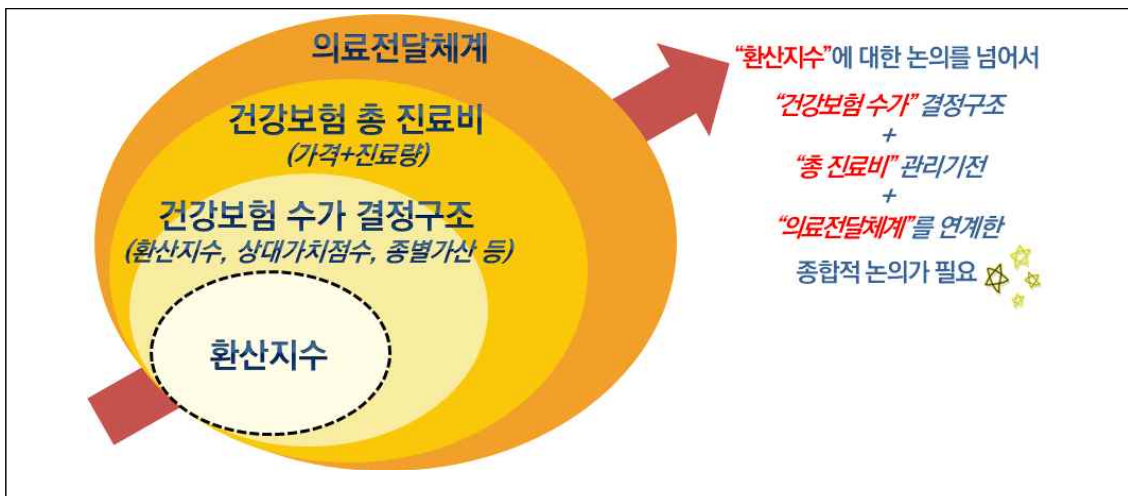 의료전달체계
건강보험 총 진료비
(가격+진료량)
건강보험 수가 결정구조
(환산지수, 상대가치점수, 종별가산 등)
환산지수
“환산지수”에 대한 논의를 넘어서
“건강보험 수가” 결정구조
+
“총 진료비” 관리기전
+
“의료전달체계”를 연계한
종합적 논의가 필요